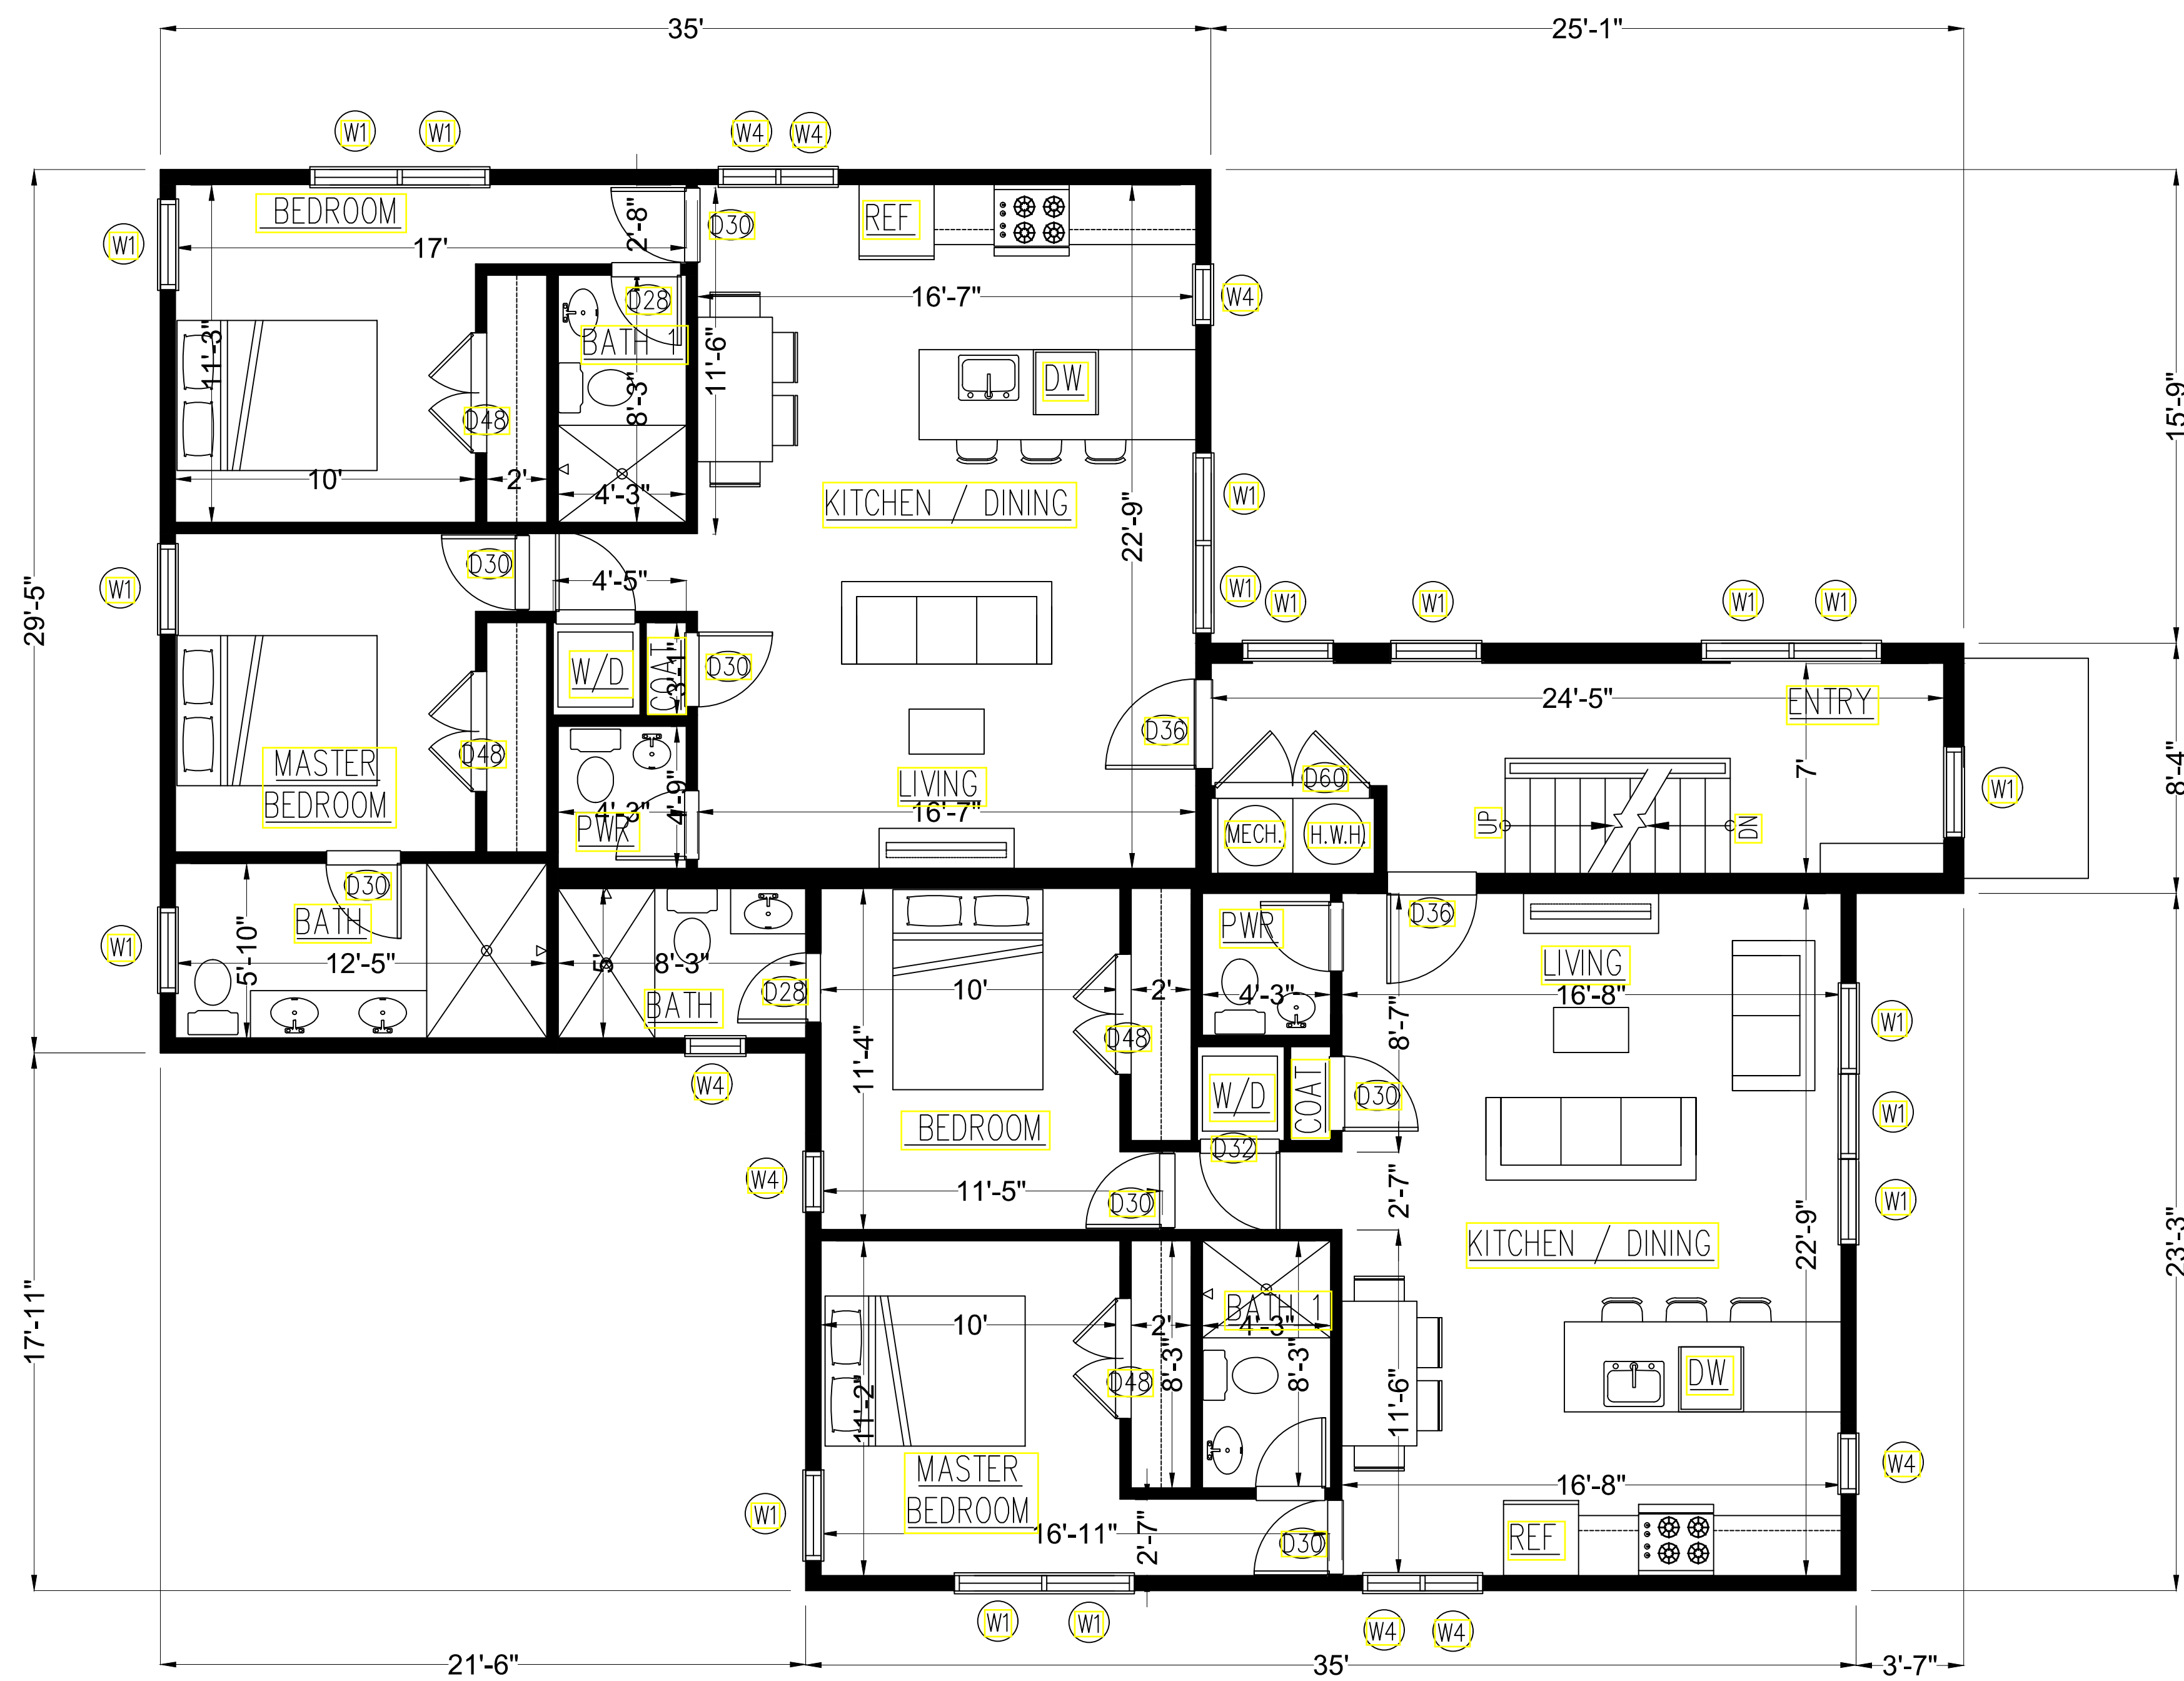 35'
25'-1"
W1
W1
W4
W4
BEDROOM
W1
17'
2'-8"
D30
REF
D28
BATH 1
16'-7"
W4
11'-3"
11'-6"
8'-3"
DW
15'-9"
D48
10'
2'
4'-3"
KITCHEN / DINING
22'-9"
W1
29'-5"
W1
D30
4'-5"
W1
W1
W1
W1
W1
W/D
COAT
3'-1"
D30
24'-5"
ENTRY
D36
MASTER
BEDROOM
D48
LIVING
16'-7"
4'-3"
4'-9"
PWR
D60
7'
8'-4"
W1
MECH.
H.W.H.
UP
DN
D30
BATH
W1
5'-10"
12'-5"
5'
8'-3"
BATH
D28
10'
2'
PWR
4'-3"
D36
LIVING
16'-8"
W1
W4
11'-4"
D48
8'-7"
BEDROOM
W/D
COAT
D30
W1
D32
W4
11'-5"
D30
2'-7"
W1
KITCHEN / DINING
22'-9"
23'-3"
17'-11"
10'
2'
BATH 1
4'-3"
D48
8'-3"
8'-3"
11'-2"
11'-6"
DW
MASTER
BEDROOM
W1
16'-11"
2'-7"
D30
16'-8"
W4
REF
W1
W1
W4
W4
21'-6"
35'
3'-7"